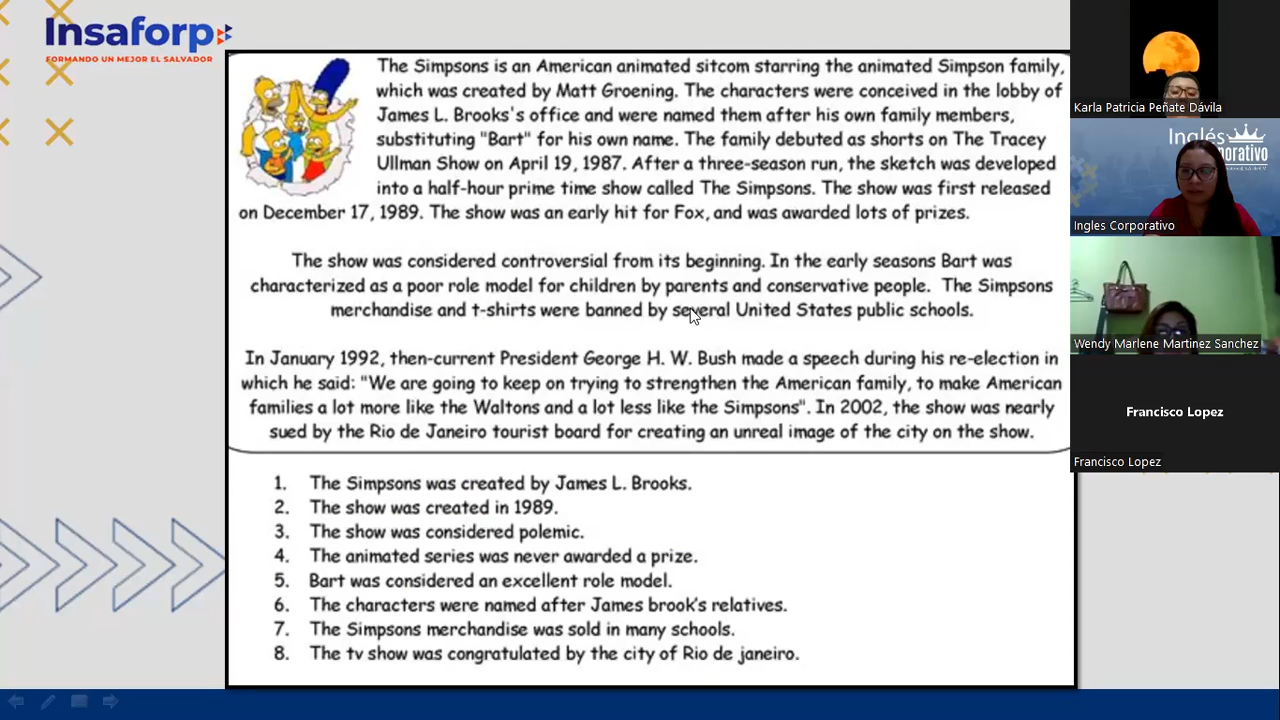 Insaforp
FORMANDO UN MEJOR EL SALVADOR
The Simpsons is an American animated sitcom starring the animated Simpson family,
which was created by Matt Groening. The characters were conceived in the lobby of
James L. Brooks's office and were named them after his own family members,
substituting "Bart" for his own name. The family debuted as shorts on The Tracey
Ullman Show on April 19, 1987. After a three-season run, the sketch was developed
into a half-hour prime time show called The Simpsons. The show was first released
on December 17, 1989. The show was an early hit for Fox, and was awarded lots of prizes.
The show was considered controversial from its beginning. In the early seasons Bart was
characterized as a poor role model for children by parents and conservative people. The Simpsons
merchandise and t-shirts were banned by several United States public schools.
In January 1992, then-current President George H. W. Bush made a speech during his re-election in
which he said: "We are going to keep on trying to strengthen the American family, to make American
families a lot more like the Waltons and a lot less like the Simpsons". In 2002, the show was nearly
sued by the Rio de Janeiro tourist board for creating an unreal image of the city on the show.
1. The Simpsons was created by James L. Brooks.
2. The show was created in 1989.
3. The show was considered polemic.
4. The animated series was never awarded a prize.
5. Bart was considered an excellent role model.
6. The characters were named after James brook's relatives.
7. The Simpsons merchandise was sold in many schools.
8. The tv show was congratulated by the city of Rio de janeiro.
Karla Patricia Peñate Dávila
Inglés
Ingles Corporativo
Wendy Marlene Martinez Sanchez
Francisco Lopez
Francisco Lopez